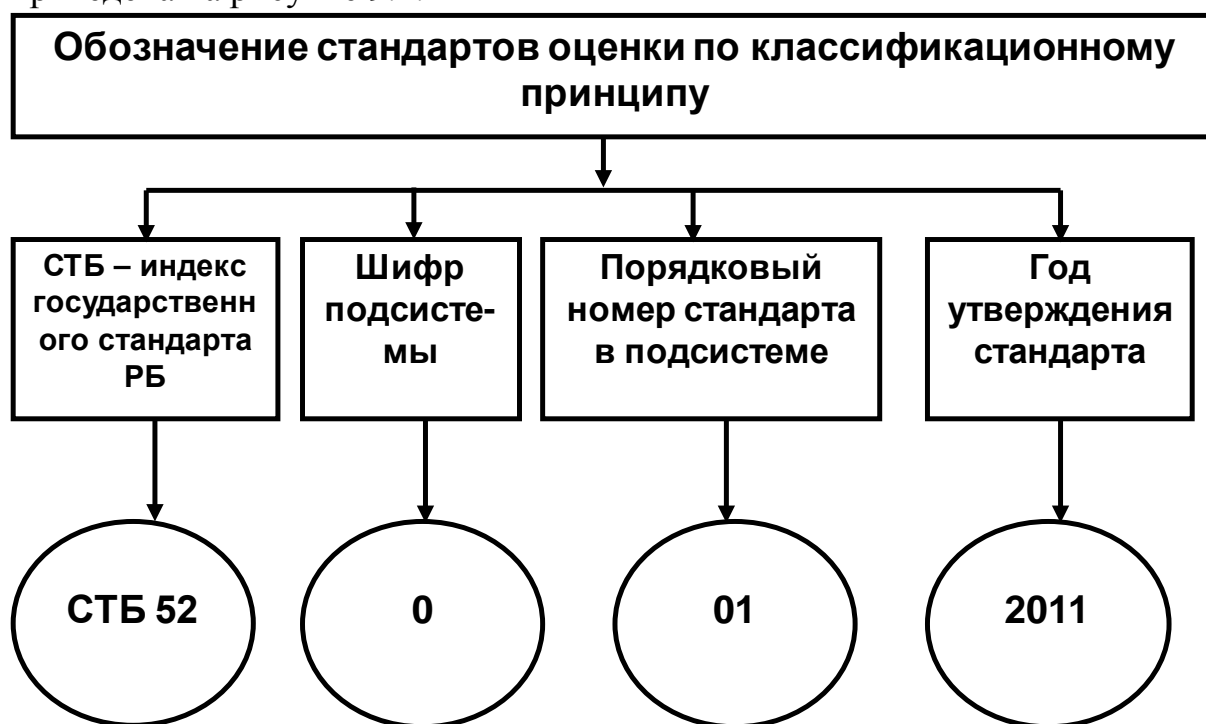 Обозначение стандартов оценки по классификационному
принципу
СТБ – индекс
государственн
ого стандарта
РБ
Шифр
подсисте-
мы
Порядковый
номер стандарта
в подсистеме
Год
утверждения
стандарта
СТБ 52
0
01
2011